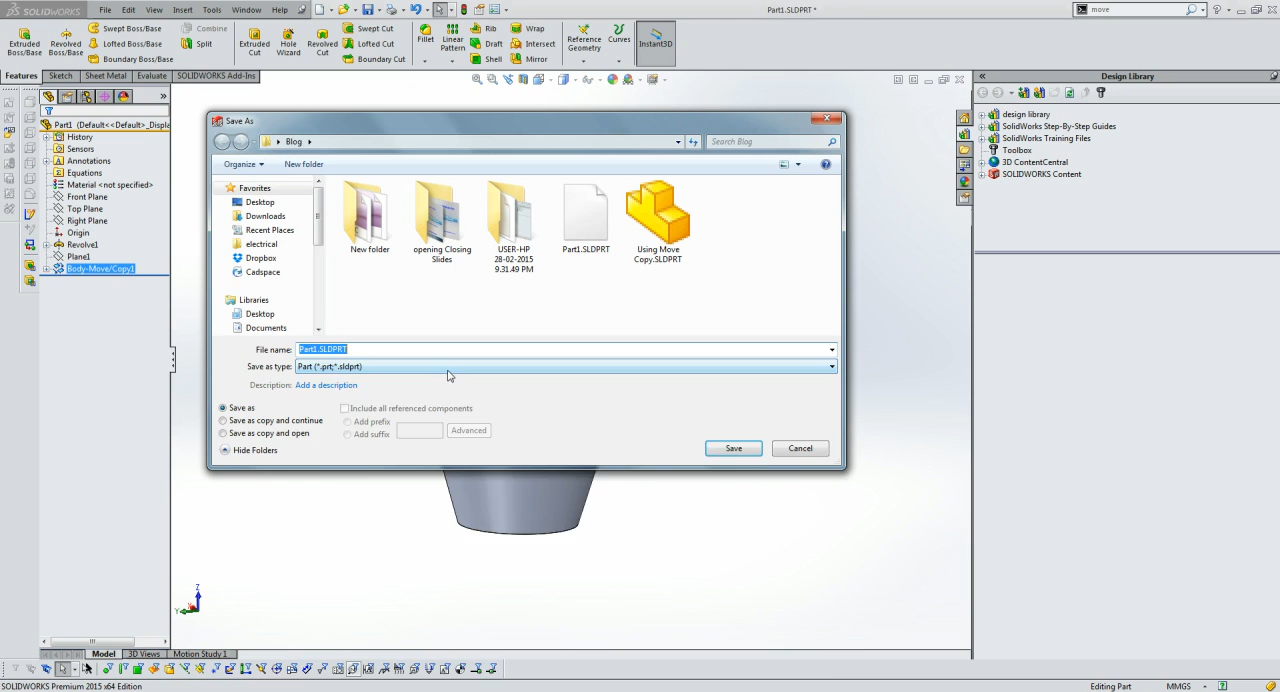 SOLIDWORKS File Edit View Insert Tools Window Help Part1.SLDPRT * move
Extruded Boss/Base
Revolved Boss/Base
Swept Boss/Base
Lofted Boss/Base
Boundary Boss/Base
Combine
Split
Extruded Cut
Hole Wizard
Revolved Cut
Swept Cut
Lofted Cut
Boundary Cut
Fillet
Linear Pattern
Rib
Draft
Shell
Wrap
Intersect
Mirror
Reference Geometry
Curves
Instant3D
Features Sketch Sheet Metal Evaluate SOLIDWORKS Add-Ins
Part1 (Default<<Default>_Displa
History
Sensors
Annotations
Equations
Material <not specified>
Front Plane
Top Plane
Right Plane
Origin
Revolve1
Plane1
Body-Move/Copy1
Save As
Blog
Search Blog
Organize New folder
Favorites
Desktop
Downloads
Recent Places
electrical
Dropbox
Cadspace
Libraries
Desktop
Documents
New folder
opening Closing Slides
USER-HP 28-02-2015 9.31.49 PM
Part1.SLDPRT
Using Move Copy.SLDPRT
File name: Part1.SLDPRT
Save as type: Part (*.prt;*.sldprt)
Description: Add a description
Save as
Save as copy and continue
Save as copy and open
Include all referenced components
Add prefix
Add suffix
Advanced
Hide Folders
Save Cancel
Design Library
design library
SolidWorks Step-By-Step Guides
SolidWorks Training Files
Toolbox
3D ContentCentral
SOLIDWORKS Content
Z
Y
Model 3D Views Motion Study 1
SOLIDWORKS Premium 2015 x64 Edition Editing Part MMGS